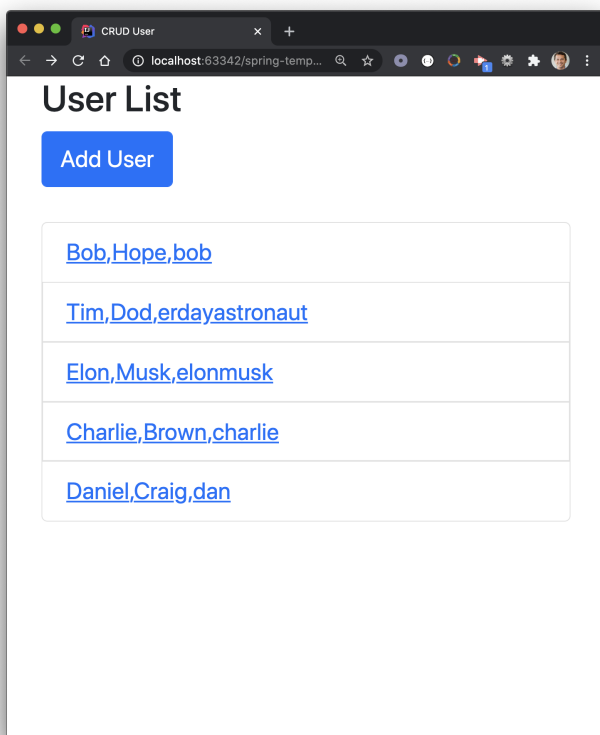 CRUD User
localhost:63342/spring-temp...
1
User List
Add User
Bob,Hope,bob
Tim,Dod,erdayastronaut
Elon,Musk,elonmusk
Charlie,Brown,charlie
Daniel,Craig,dan